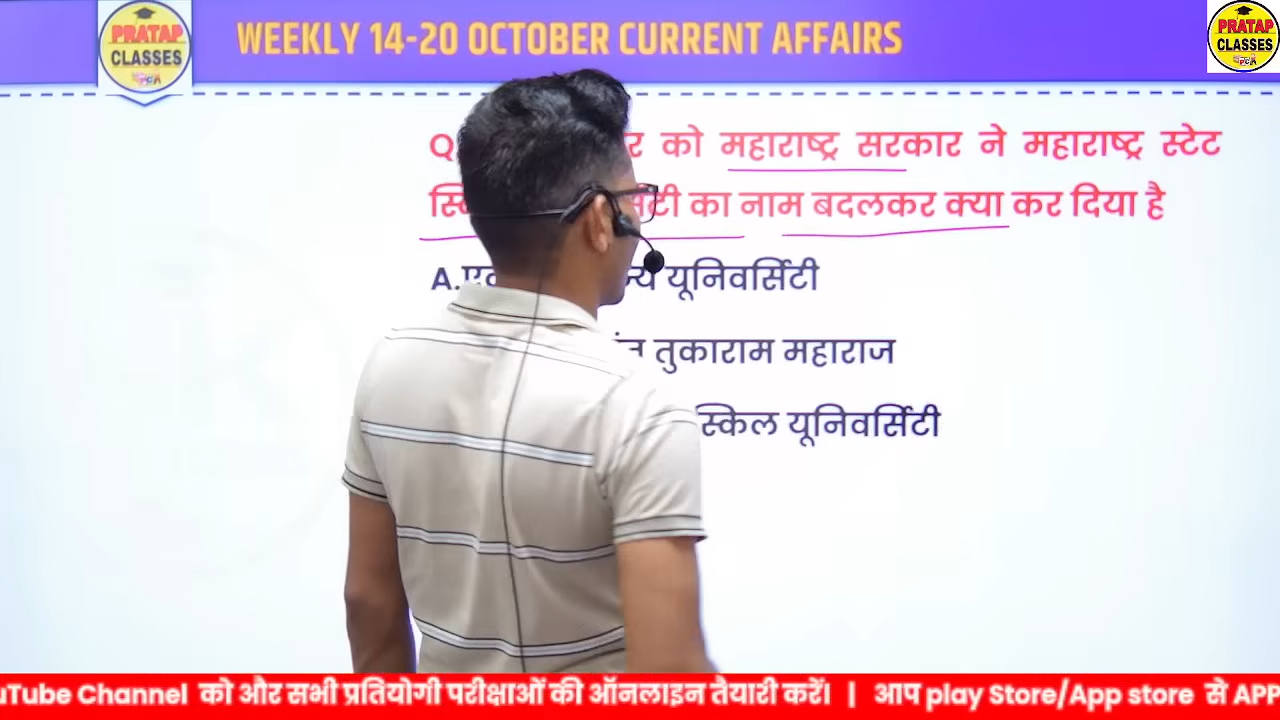 PRATAP
CLASSES
WEEKLY 14-20 OCTOBER CURRENT AFFAIRS
PRATAP
CLASSES
Q को महाराष्ट्र सरकार ने महाराष्ट्र स्टेट
का नाम बदलकर क्या कर दिया है
A. यूनिवर्सिटी
तुकाराम महाराज
स्किल यूनिवर्सिटी
uTube Channel को और सभी प्रतियोगी परीक्षाओं की ऑनलाइन तैयारी करें। | आप play Store/App store से APP